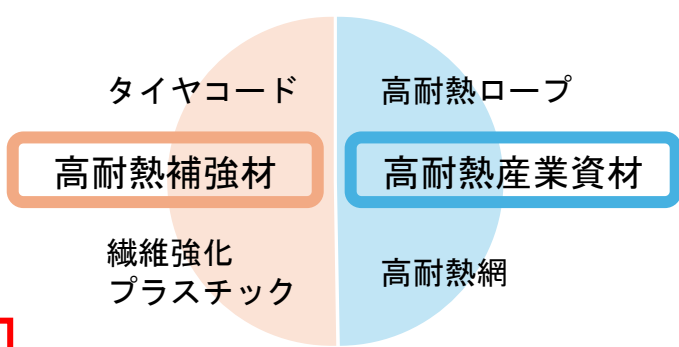 タイヤコード
高耐熱補強材
繊維強化
プラスチック
高耐熱ロープ
高耐熱産業資材
高耐熱網